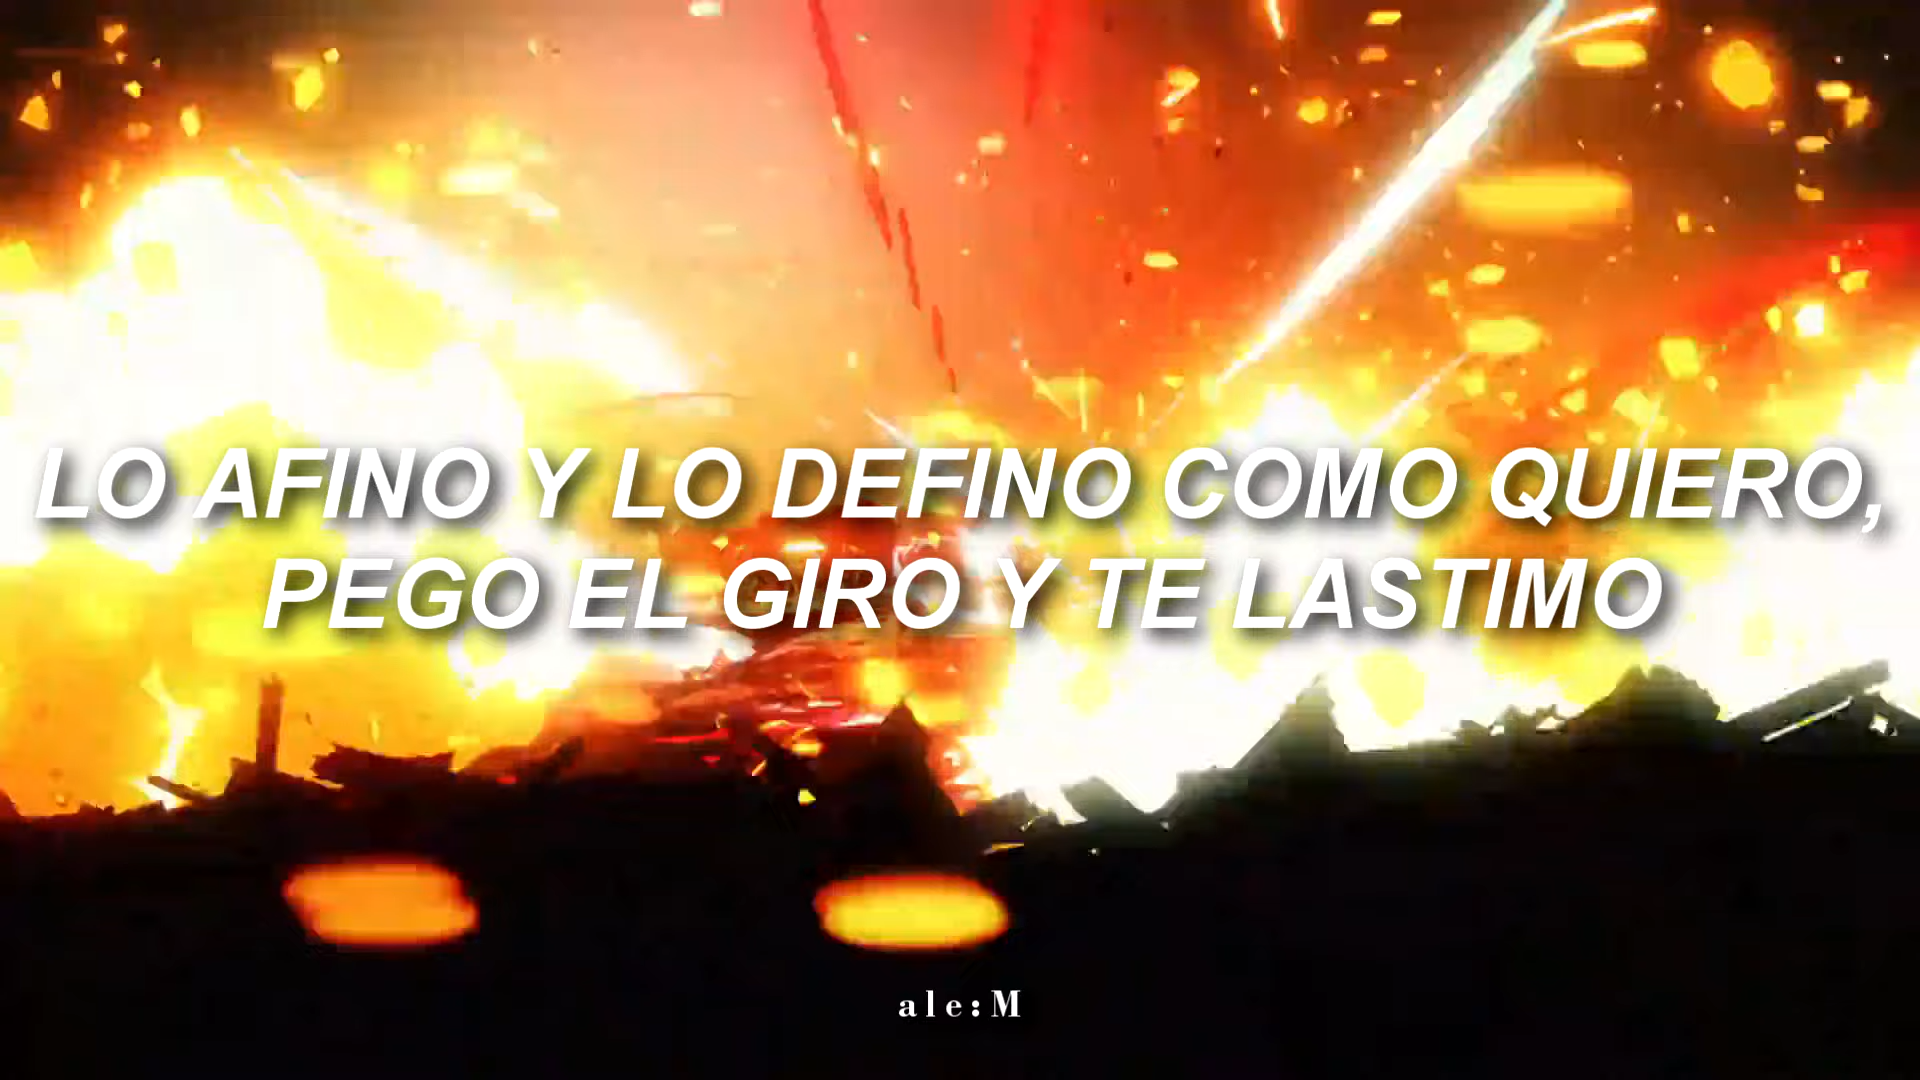 LO AFINO Y LO DEFINO COMO QUIERO,
PEGO EL GIRO Y TE LASTIMO
ale:M